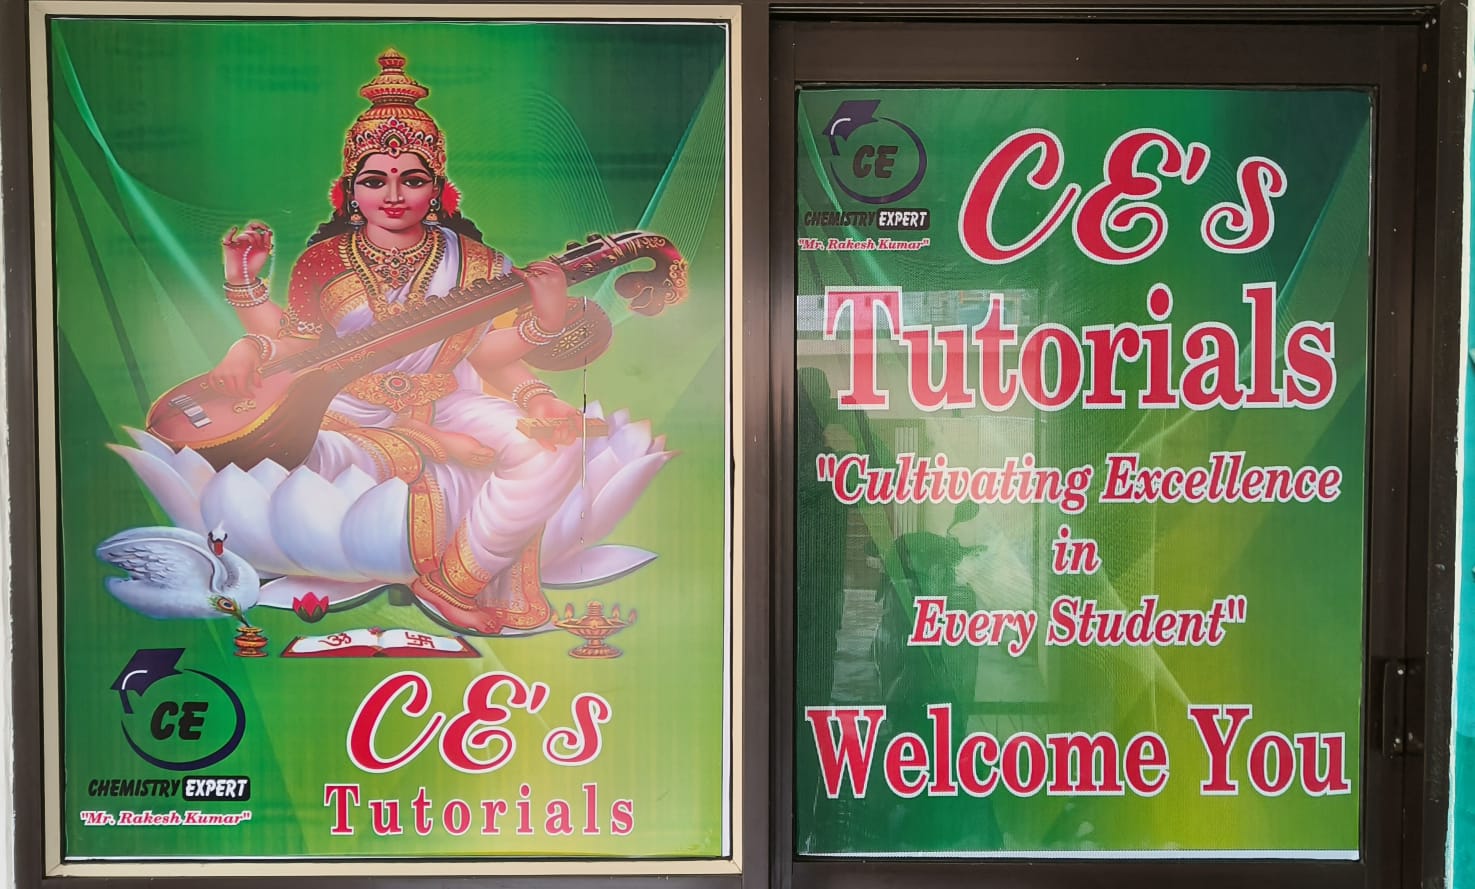 ॐ 卐
CE
CHEMISTRY EXPERT
"Mr. Rakesh Kumar"
CE's
Tutorials
CE
CHEMISTRY EXPERT
"Mr. Rakesh Kumar"
CE's
Tutorials
"Cultivating Excellence
in
Every Student"
Welcome You